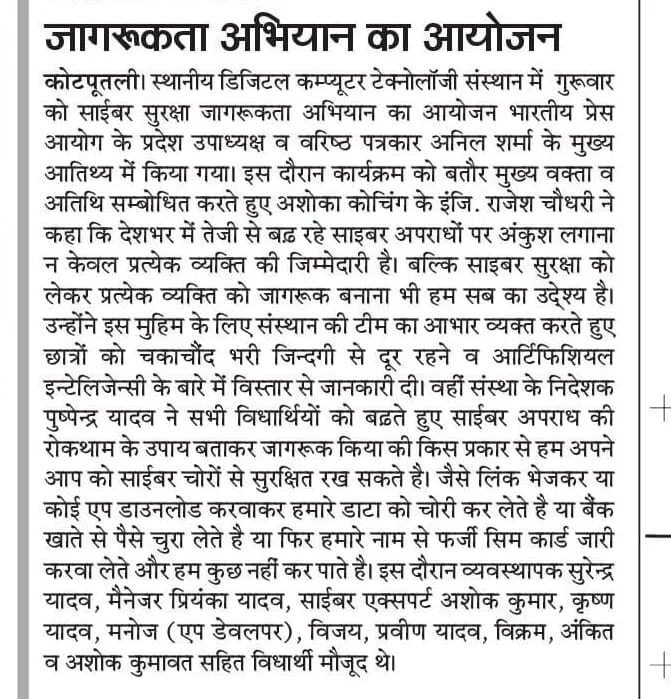 जागरूकता अभियान का आयोजन
कोटपूतली। स्थानीय डिजिटल कम्प्यूटर टेक्नोलॉजी संस्थान में गुरूवार
को साईबर सुरक्षा जागरूकता अभियान का आयोजन भारतीय प्रेस
आयोग के प्रदेश उपाध्यक्ष व वरिष्ठ पत्रकार अनिल शर्मा के मुख्य
आतिथ्य में किया गया। इस दौरान कार्यक्रम को बतौर मुख्य वक्ता व
अतिथि सम्बोधित करते हुए अशोका कोचिंग के इंजि. राजेश चौधरी ने
कहा कि देशभर में तेजी से बढ़ रहे साइबर अपराधों पर अंकुश लगाना
न केवल प्रत्येक व्यक्ति की जिम्मेदारी है। बल्कि साइबर सुरक्षा को
लेकर प्रत्येक व्यक्ति को जागरूक बनाना भी हम सब का उद्देश्य है।
उन्होंने इस मुहिम के लिए संस्थान की टीम का आभार व्यक्त करते हुए
छात्रों को चकाचौंद भरी जिन्दगी से दूर रहने व आर्टिफिशियल
इन्टेलिजेन्सी के बारे में विस्तार से जानकारी दी। वहीं संस्था के निदेशक
पुष्पेन्द्र यादव ने सभी विधार्थियों को बढ़ते हुए साईबर अपराध की
रोकथाम के उपाय बताकर जागरूक किया की किस प्रकार से हम अपने
आप को साईबर चोरों से सुरक्षित रख सकते है। जैसे लिंक भेजकर या
कोई एप डाउनलोड करवाकर हमारे डाटा को चोरी कर लेते है या बैंक
खाते से पैसे चुरा लेते है या फिर हमारे नाम से फर्जी सिम कार्ड जारी
करवा लेते और हम कुछ नहीं कर पाते है। इस दौरान व्यवस्थापक सुरेन्द्र
यादव, मैनेजर प्रियंका यादव, साईबर एक्सपर्ट अशोक कुमार, कृष्ण
यादव, मनोज (एप डेवलपर), विजय, प्रवीण यादव, विक्रम, अंकित
व अशोक कुमावत सहित विधार्थी मौजूद थे।